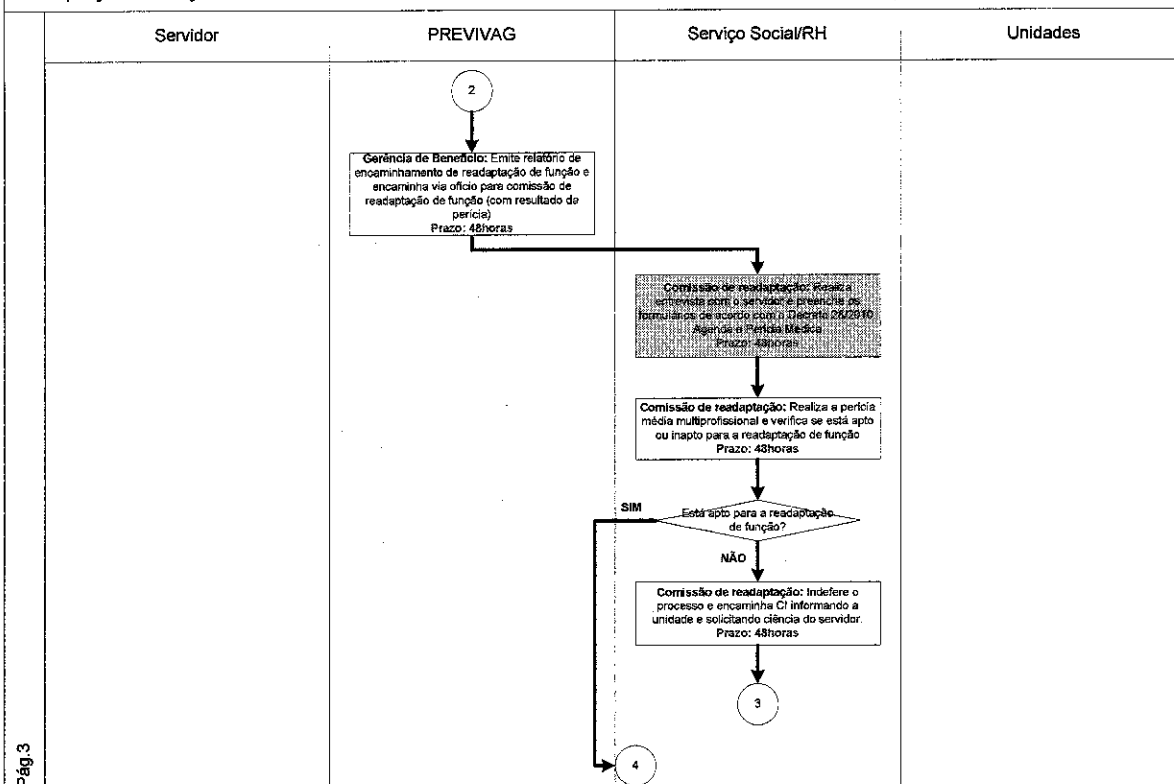 Servidor
PREVIVAG
Serviço Social/RH
Unidades
2
Gerência de Benefício: Emite relatório de
encaminhamento de readaptação de função e
encaminha via ofício para comissão de
readaptação de função (com resultado da
perícia)
Prazo: 48horas
Comissão de readaptação: Realiza
entrevista com o servidor e preenche os
formulários de acordo com o Decreto
Agenda a Perícia Médica
Prazo: 48horas
Comissão de readaptação: Realiza a perícia
média multiprofissional e verifica se está apto
ou inapto para a readaptação de função
Prazo: 48horas
SIM
Está apto para a readaptação
de função?
NÃO
Comissão de readaptação: Indefere o
processo e encaminha CI informando a
unidade e solicitando ciência do servidor.
Prazo: 48horas
3
4
Pág.3